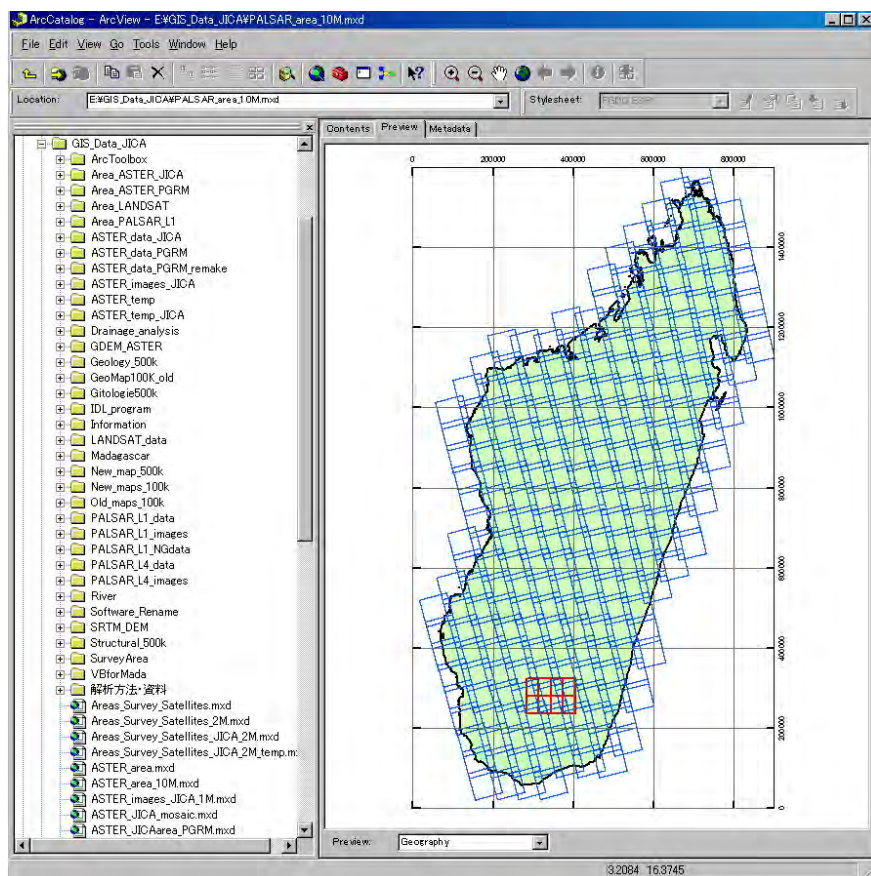 ArcCatalog - ArcView - E:¥GIS_Data_JICA¥PALSAR_area_10M.mxd
File Edit View Go Tools Window Help
Location: E:¥GIS_Data_JICA¥PALSAR_area_10M.mxd
Stylesheet: FGDC ESRI
GIS_Data_JICA
ArcToolbox
Area_ASTER_JICA
Area_ASTER_PGRM
Area_LANDSAT
Area_PALSAR_L1
ASTER_data_JICA
ASTER_data_PGRM
ASTER_data_PGRM_remake
ASTER_images_JICA
ASTER_temp
ASTER_temp_JICA
Drainage_analysis
GDEM_ASTER
Geology_500k
GeoMap100K_old
Gitologie500k
IDL_program
Information
LANDSAT_data
Madagascar
New_map_500k
New_maps_100k
Old_maps_100k
PALSAR_L1_data
PALSAR_L1_images
PALSAR_L1_NGdata
PALSAR_L4_data
PALSAR_L4_images
River
Software_Rename
SRTM_DEM
Structural_500k
SurveyArea
VBforMada
解析方法・資料
Areas_Survey_Satellites.mxd
Areas_Survey_Satellites_2M.mxd
Areas_Survey_Satellites_JICA_2M.mxd
Areas_Survey_Satellites_JICA_2M_temp.m
ASTER_area.mxd
ASTER_area_10M.mxd
ASTER_images_JICA_1M.mxd
ASTER_JICA_mosaic.mxd
ASTER_JICAarea_PGRM.mxd
Contents Preview Metadata
0 200000 400000 600000 800000
1400000
1200000
1000000
800000
600000
400000
200000
0
Preview: Geography
3.2084 16.3745